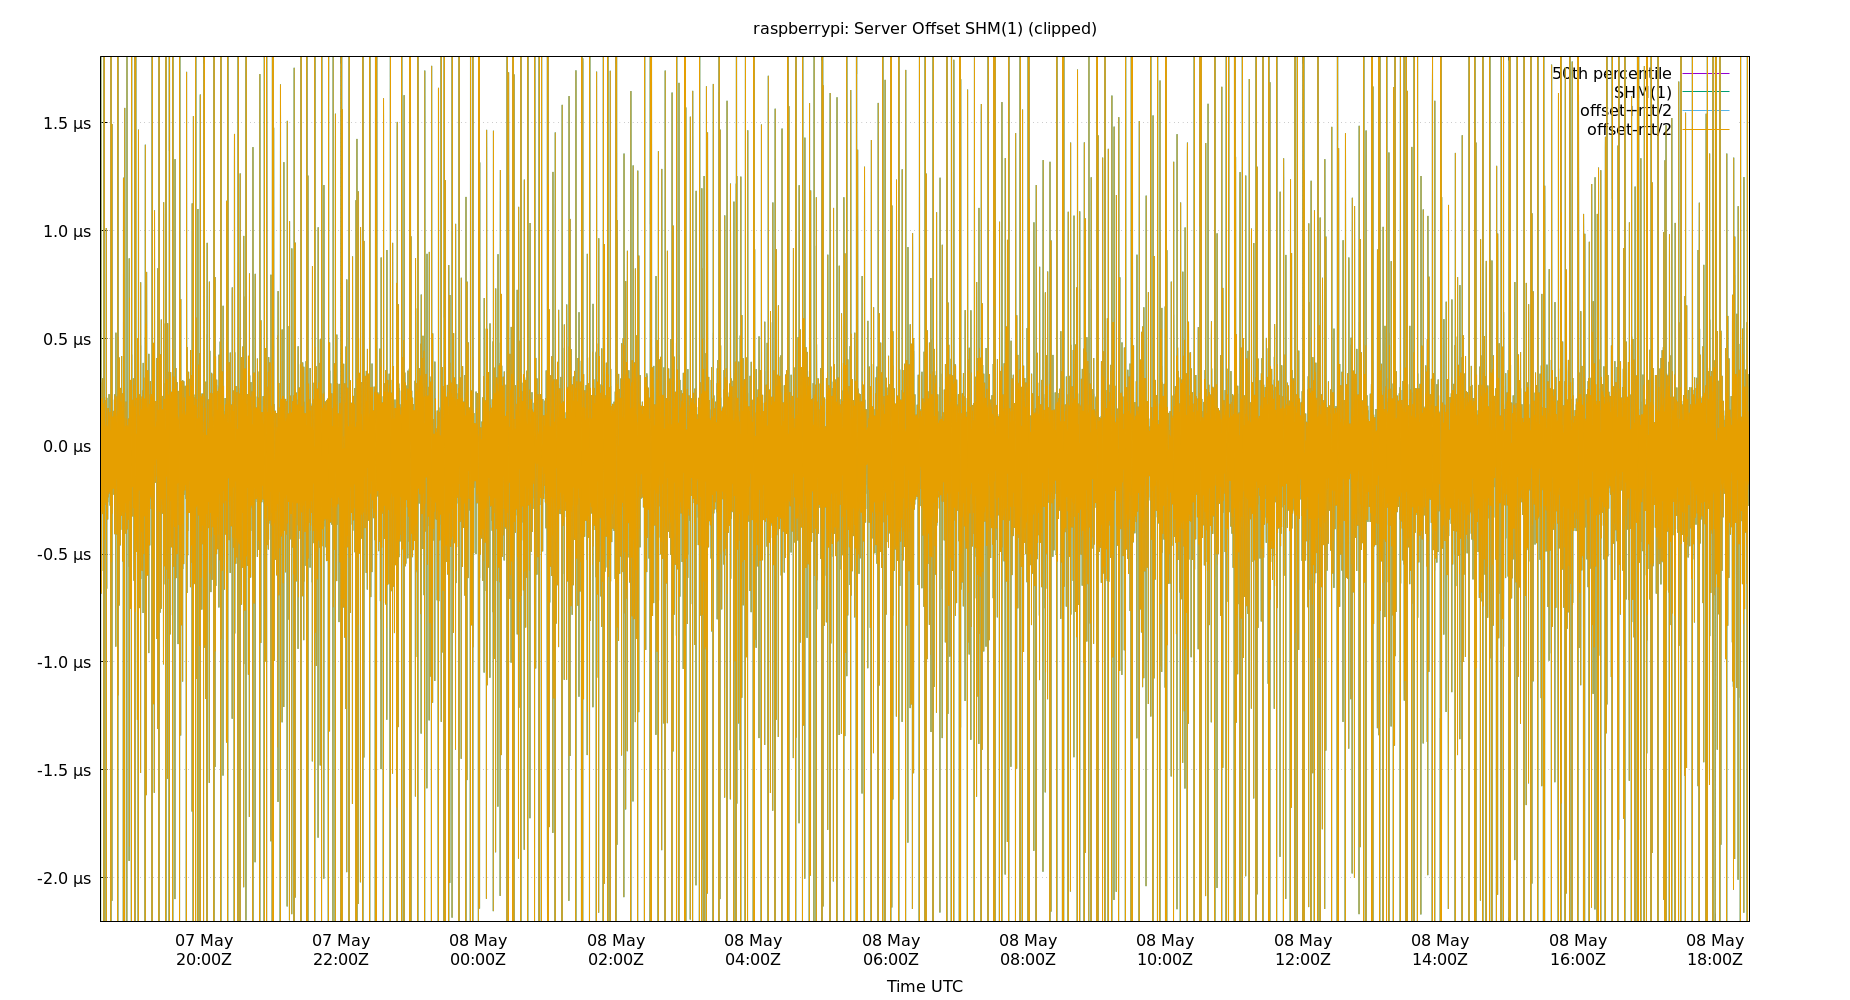 raspberrypi: Server Offset SHM(1) (clipped)
50th percentile
SHM(1)
offset+rtt/2
offset-rtt/2
1.5 µs
1.0 µs
0.5 µs
0.0 µs
-0.5 µs
-1.0 µs
-1.5 µs
-2.0 µs
07 May 07 May 08 May 08 May 08 May 08 May 08 May 08 May 08 May 08 May 08 May 08 May
20:00Z 22:00Z 00:00Z 02:00Z 04:00Z 06:00Z 08:00Z 10:00Z 12:00Z 14:00Z 16:00Z 18:00Z
Time UTC